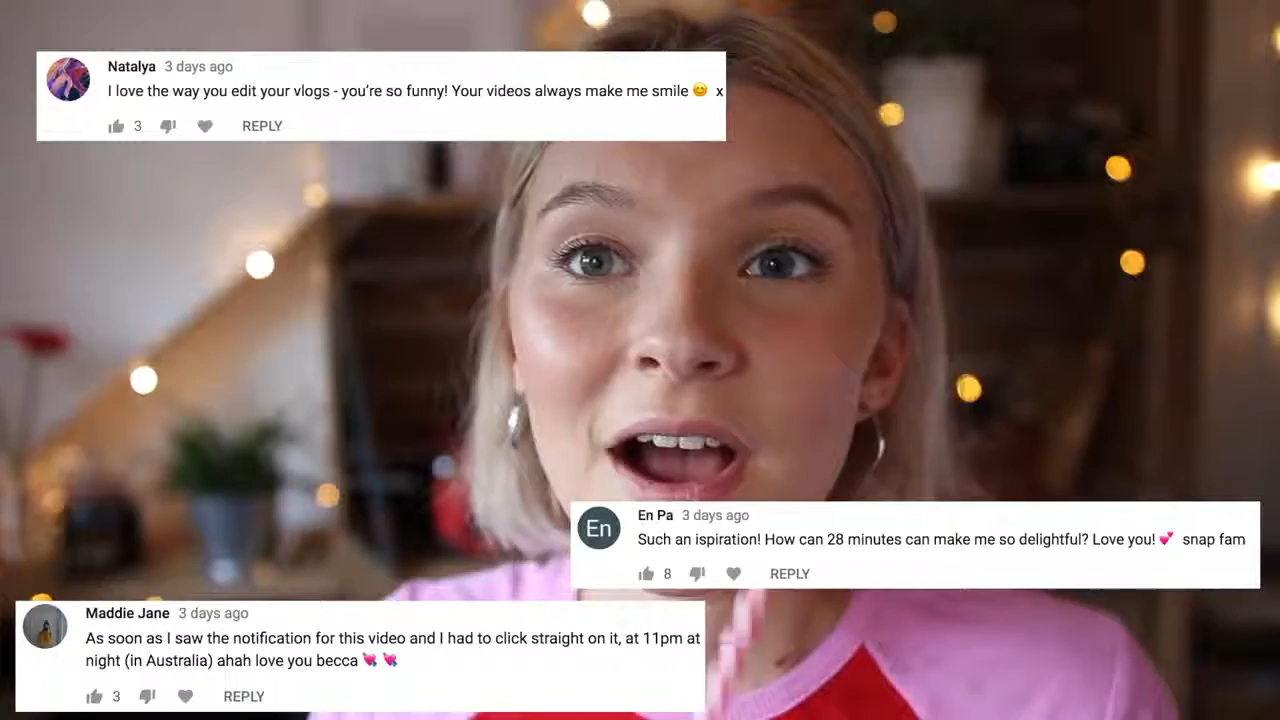 Natalya 3 days ago
I love the way you edit your vlogs - you're so funny! Your videos always make me smile 😊 x
3 REPLY
En
En Pa 3 days ago
Such an ispiration! How can 28 minutes can make me so delightful? Love you! 💕 snap fam
8 REPLY
Maddie Jane 3 days ago
As soon as I saw the notification for this video and I had to click straight on it, at 11pm at
night (in Australia) ahah love you becca 💘 💘
3 REPLY